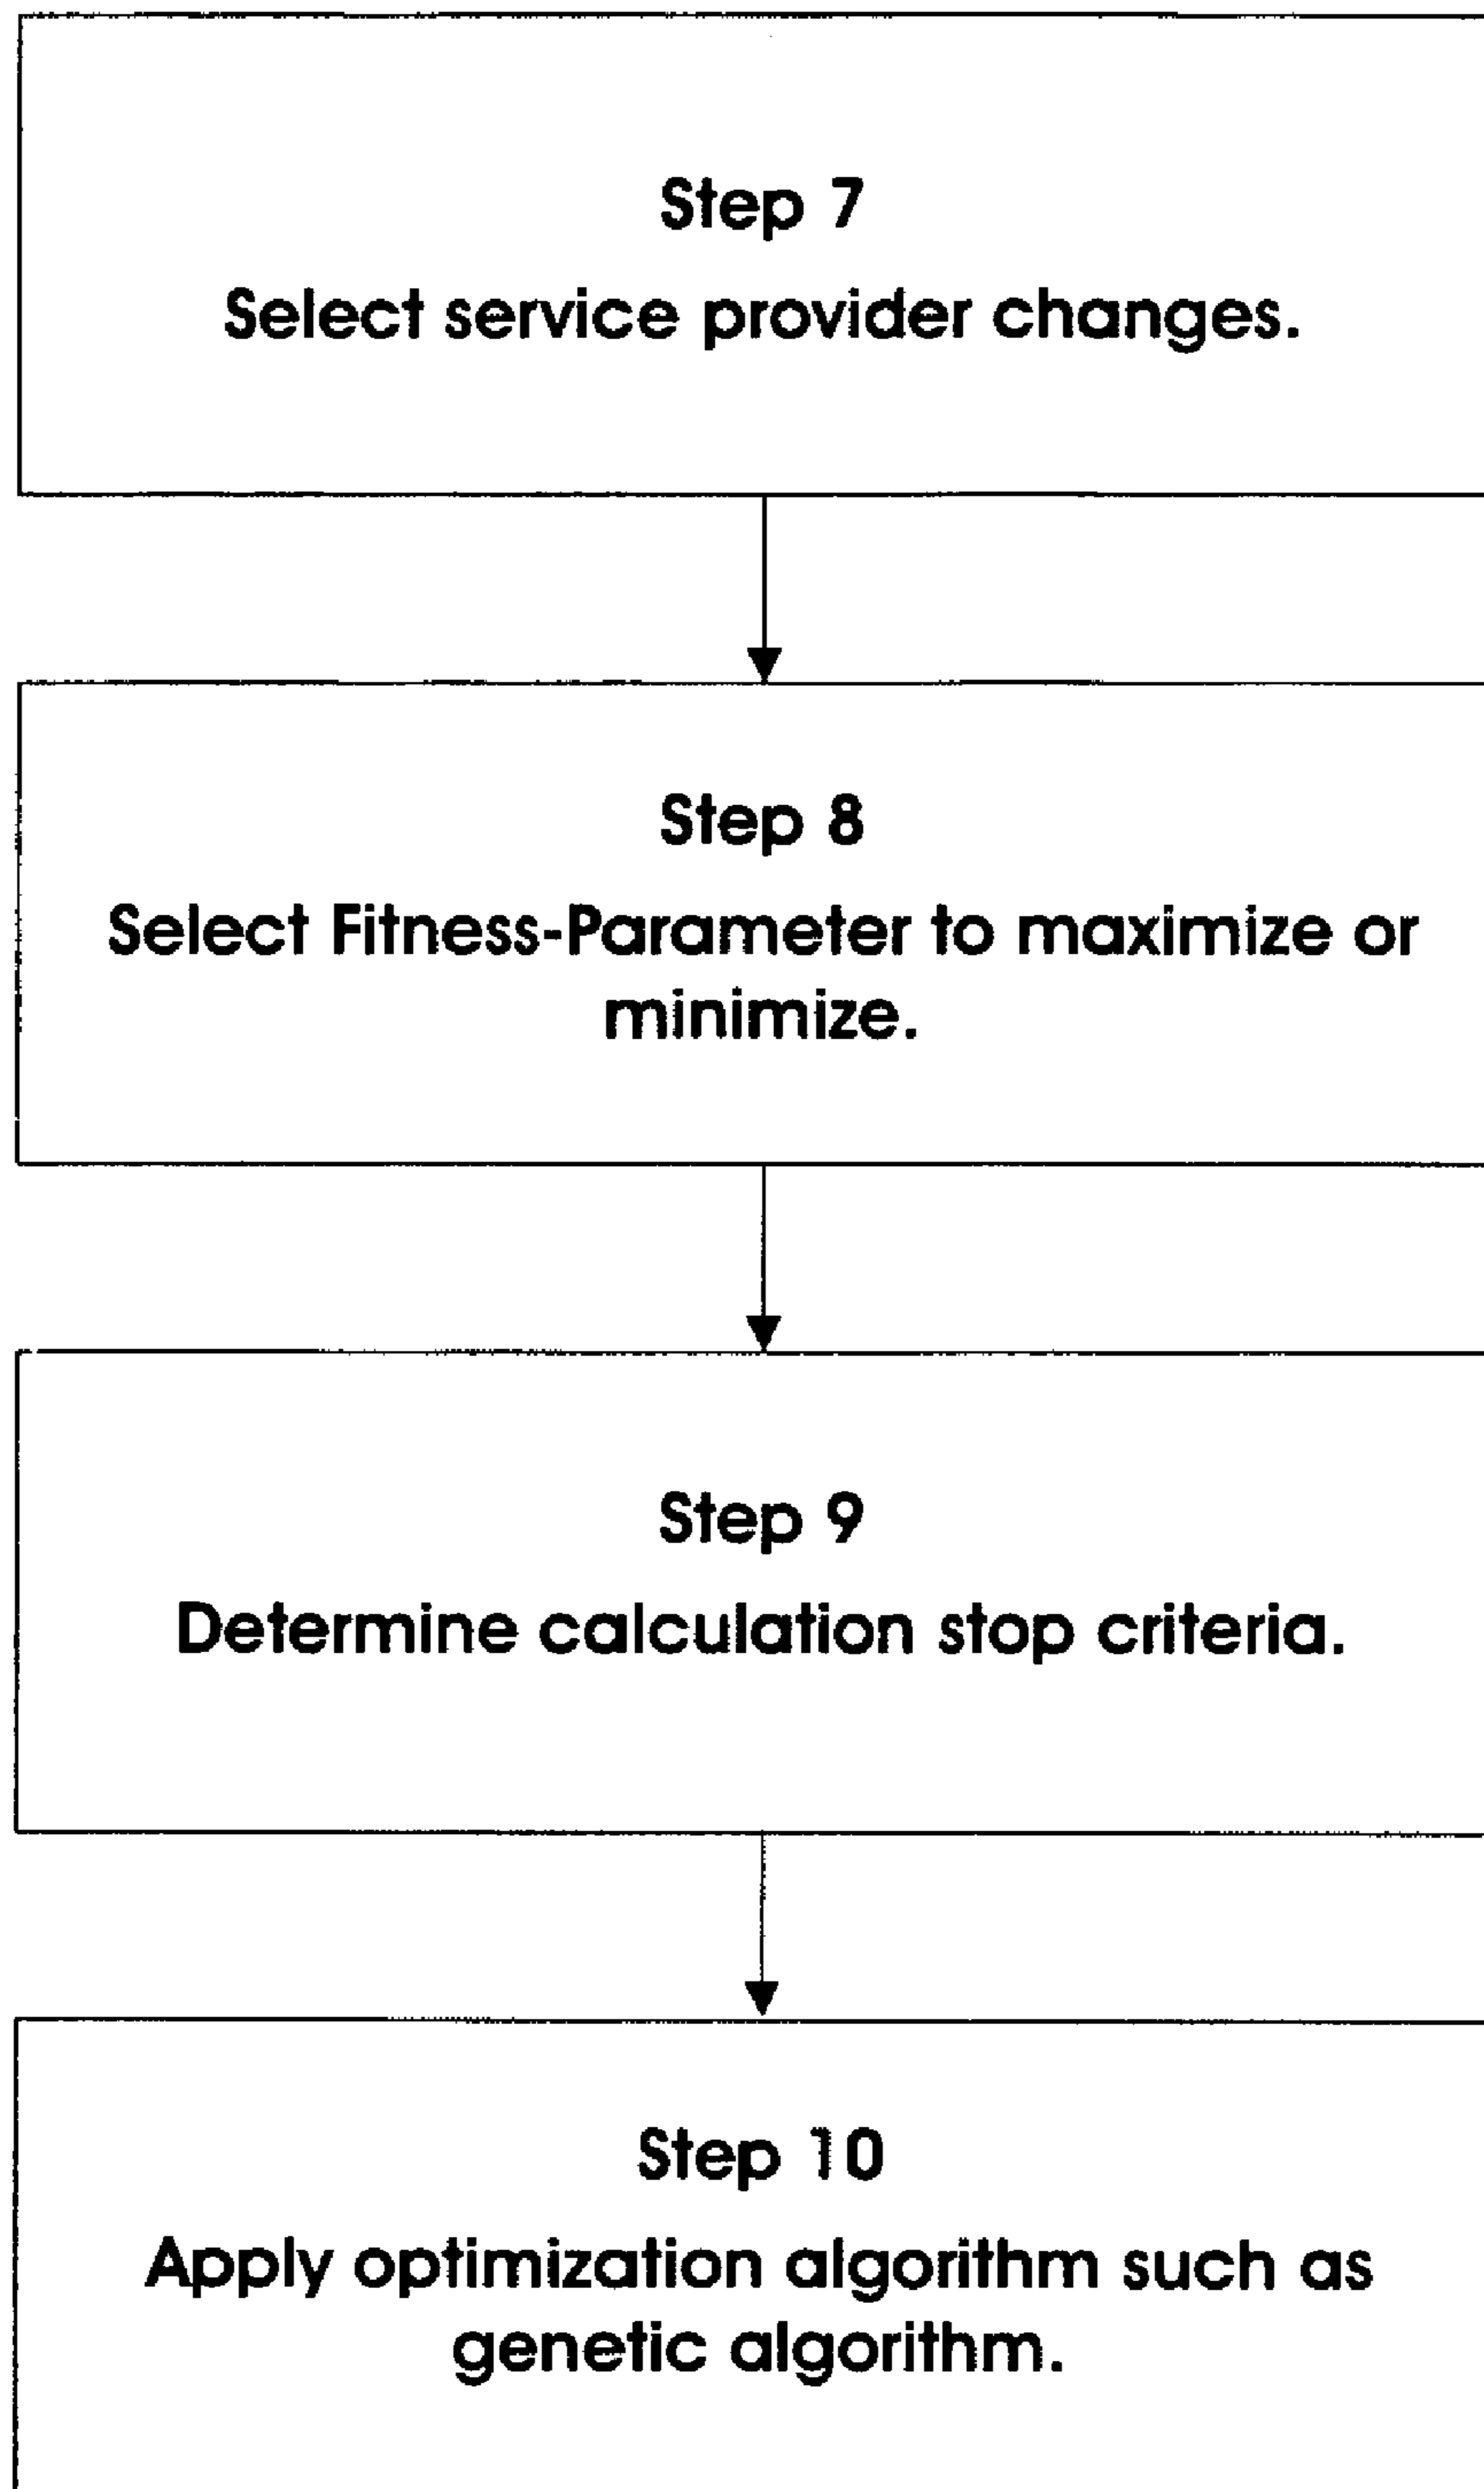 Step 7
Select service provider changes.
Step 8
Select Fitness-Parameter to maximize or
minimize.
Step 9
Determine calculation stop criteria.
Step 10
Apply optimization algorithm such as
genetic algorithm.